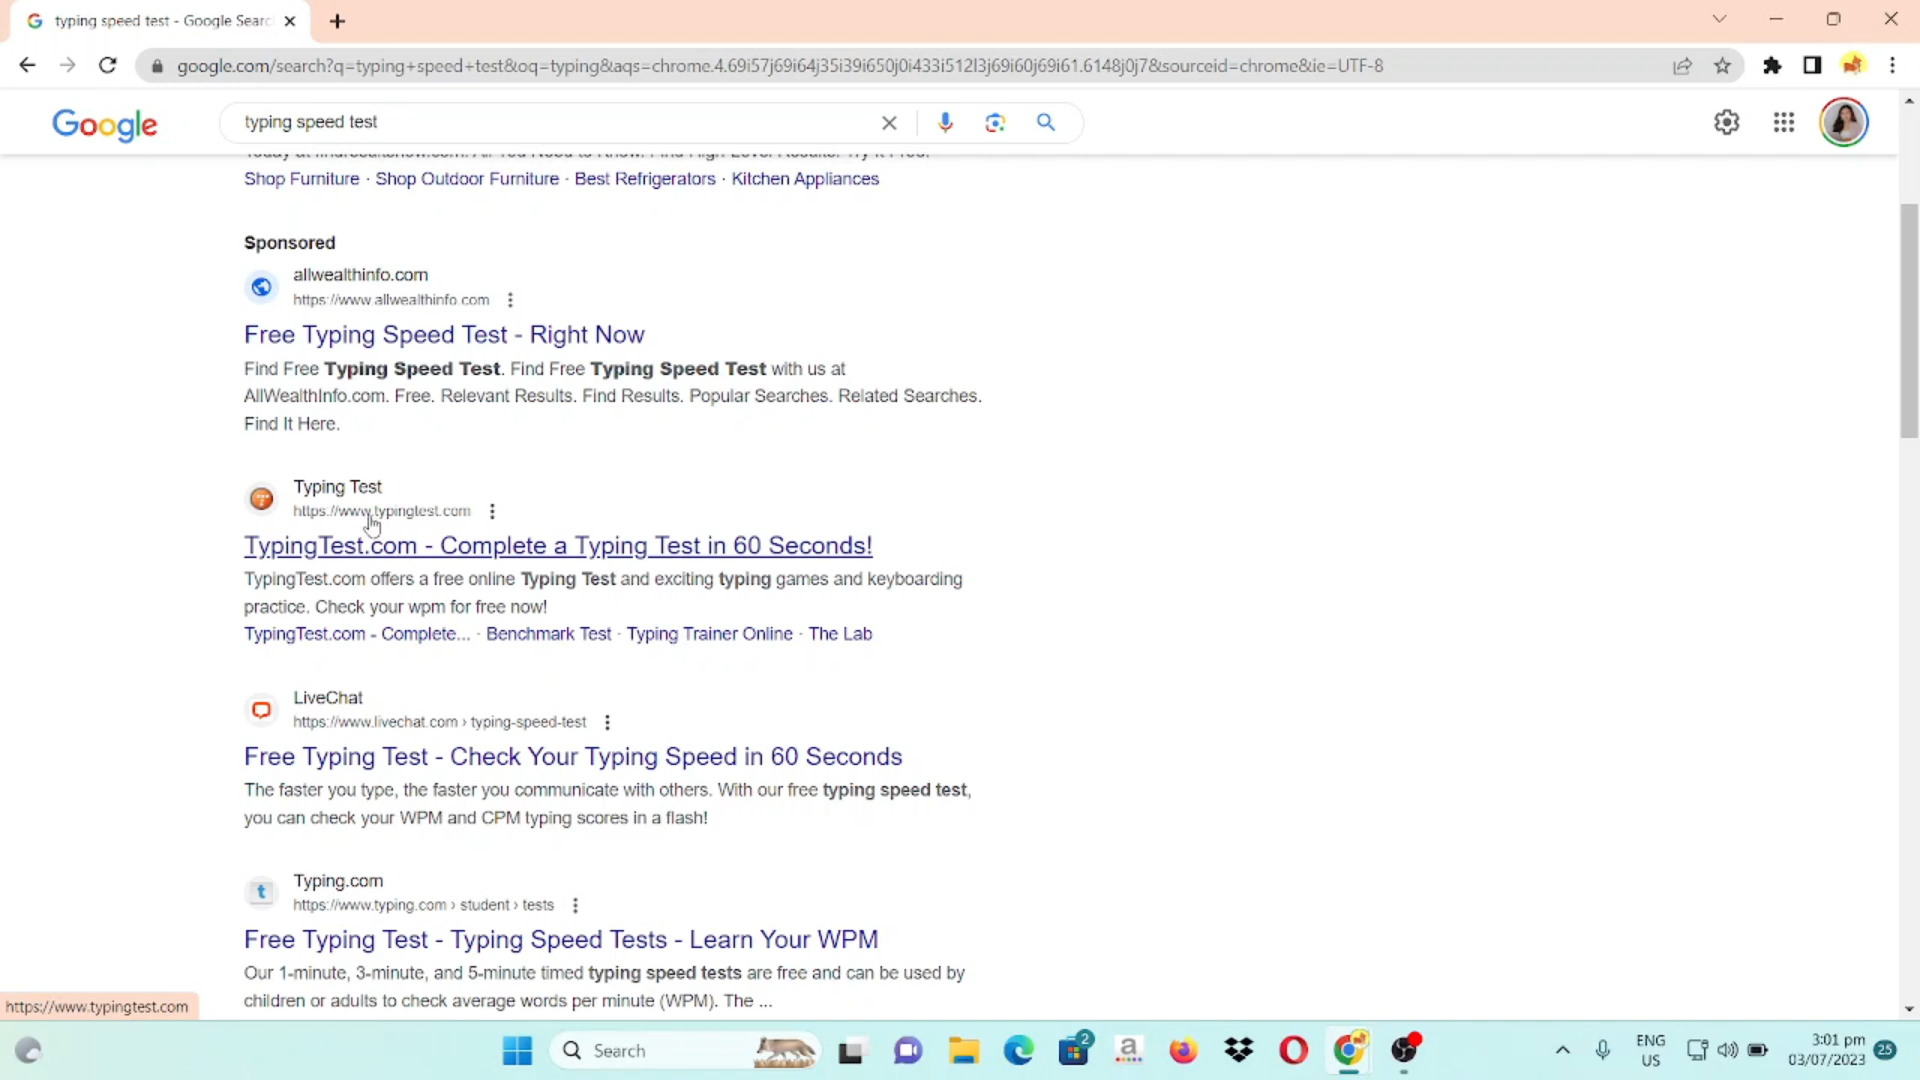 typing speed test - Google Searc
google.com/search?q=typing+speed+test&oq=typing&aqs=chrome.4.69i57j69i64j35i39i650j0i433i512l3j69i60j69i61.6148j0j7&sourceid=chrome&ie=UTF-8
Google
typing speed test
Shop Furniture · Shop Outdoor Furniture · Best Refrigerators · Kitchen Appliances
Sponsored
allwealthinfo.com
https://www.allwealthinfo.com
Free Typing Speed Test - Right Now
Find Free Typing Speed Test. Find Free Typing Speed Test with us at
AllWealthInfo.com. Free. Relevant Results. Find Results. Popular Searches. Related Searches.
Find It Here.
Typing Test
https://www.typingtest.com
TypingTest.com - Complete a Typing Test in 60 Seconds!
TypingTest.com offers a free online Typing Test and exciting typing games and keyboarding
practice. Check your wpm for free now!
TypingTest.com - Complete... · Benchmark Test · Typing Trainer Online · The Lab
LiveChat
https://www.livechat.com › typing-speed-test
Free Typing Test - Check Your Typing Speed in 60 Seconds
The faster you type, the faster you communicate with others. With our free typing speed test,
you can check your WPM and CPM typing scores in a flash!
Typing.com
https://www.typing.com › student › tests
Free Typing Test - Typing Speed Tests - Learn Your WPM
Our 1-minute, 3-minute, and 5-minute timed typing speed tests are free and can be used by
children or adults to check average words per minute (WPM). The ...
https://www.typingtest.com
Search
2
a
ENG
US
3:01 pm
03/07/2023
25